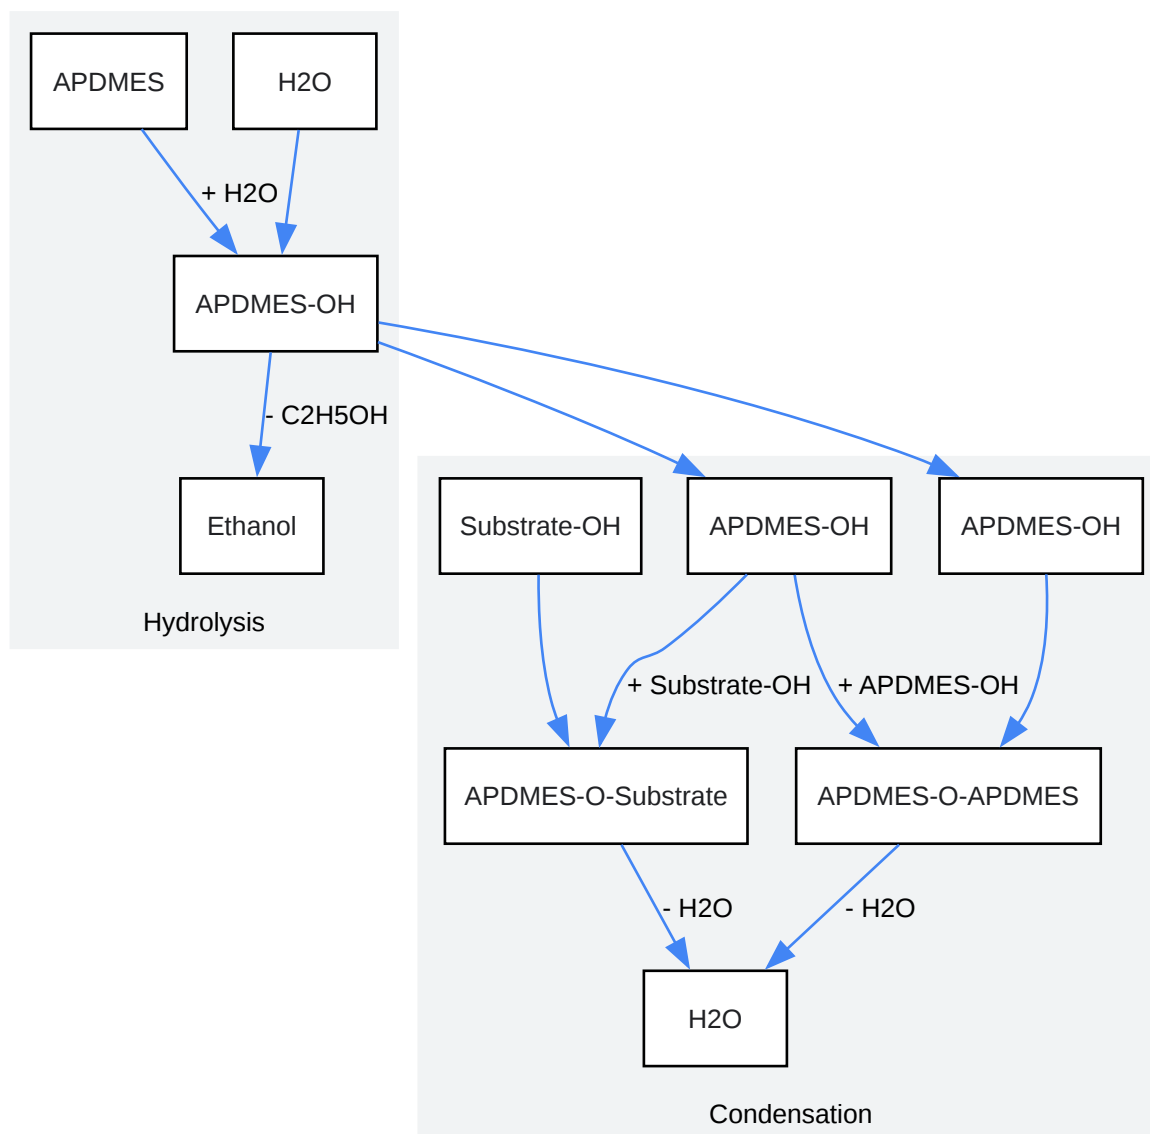 APDMES
H2O
+ H2O
APDMES-OH
- C2H5OH
Ethanol
Hydrolysis
Substrate-OH
APDMES-OH
APDMES-OH
+ Substrate-OH
+ APDMES-OH
APDMES-O-Substrate
APDMES-O-APDMES
- H2O
- H2O
H2O
Condensation